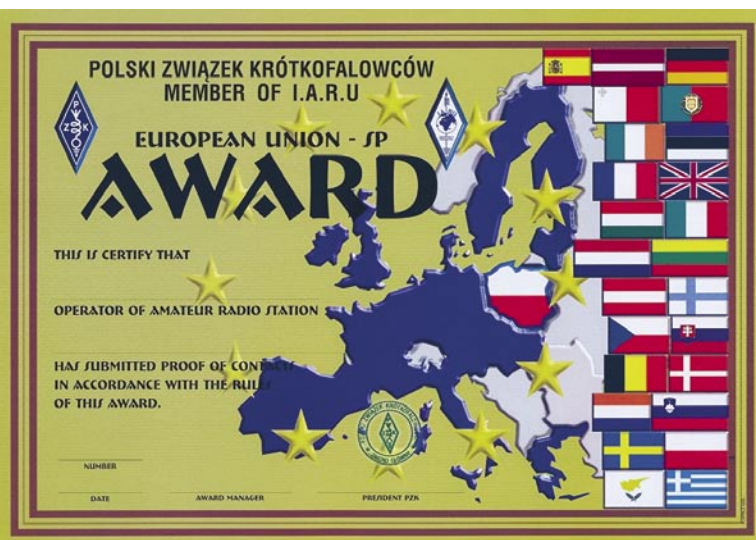 POLSKI ZWIĄZEK KRÓTKOFALOWCÓW
MEMBER OF I.A.R.U
P
Z K
EUROPEAN UNION - SP
AWARD
THIS IS CERTIFY THAT
OPERATOR OF AMATEUR RADIO STATION
HAS SUBMITTED PROOF OF CONTACTS
IN ACCORDANCE WITH THE RULES
OF THIS AWARD.
NUMBER
DATE
AWARD MANAGER
PRESIDENT PZK